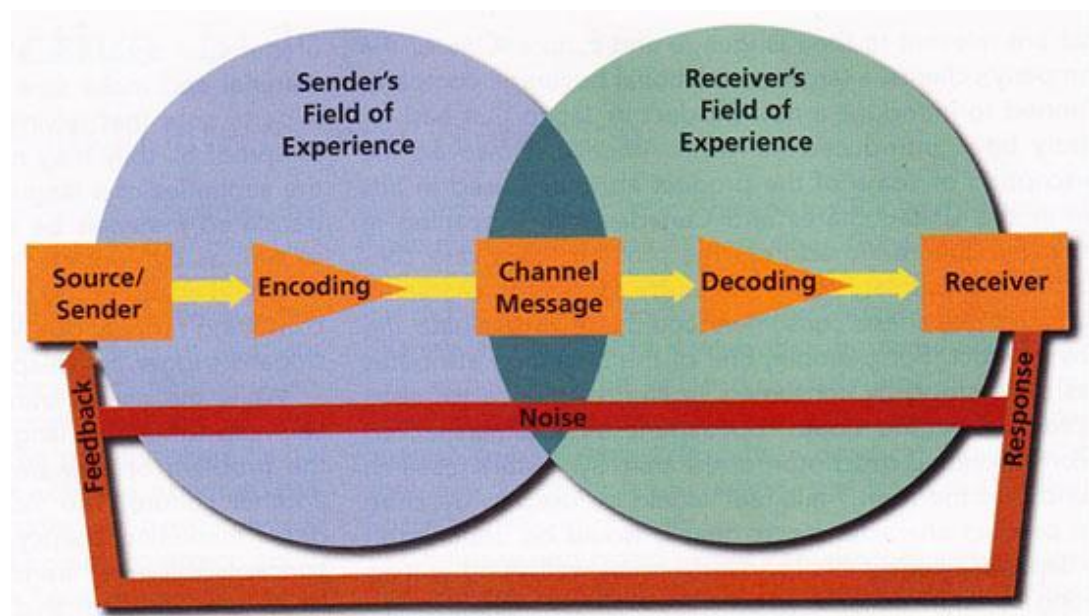 Sender's
Field of
Experience
Receiver's
Field of
Experience
Source/
Sender
Encoding
Channel
Message
Decoding
Receiver
Noise
Feedback
Response